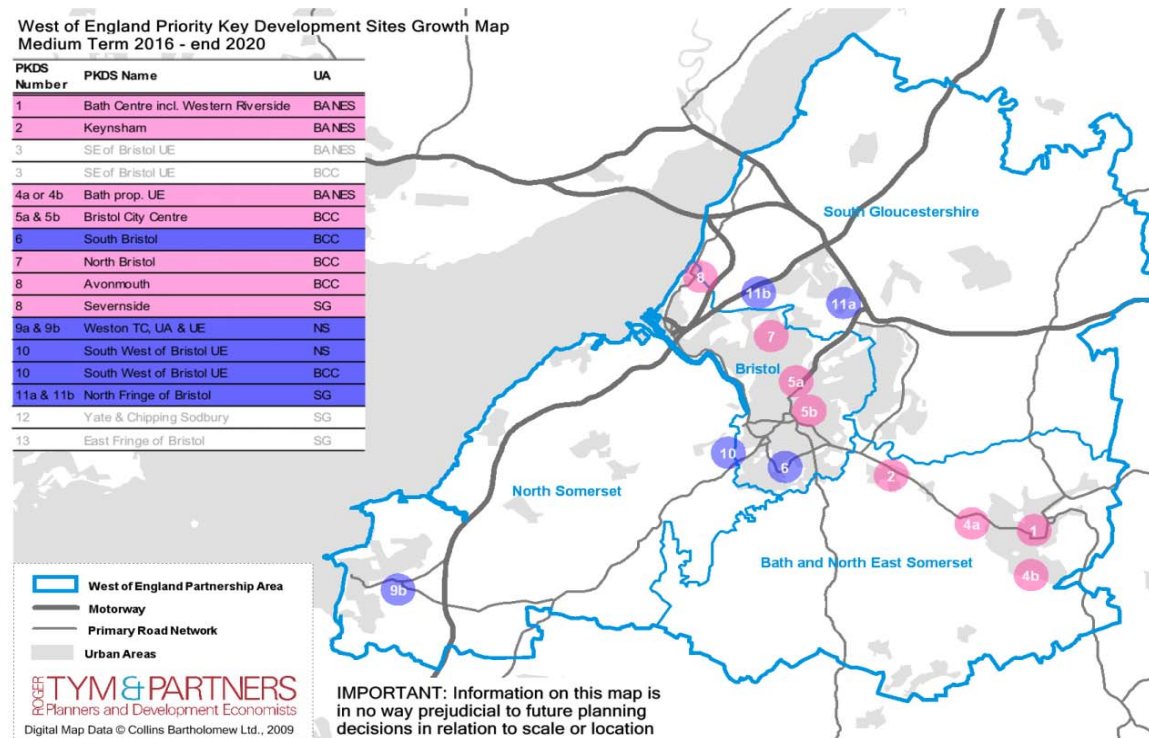 West of England Priority Key Development Sites Growth Map
Medium Term 2016 - end 2020
PKDS Number PKDS Name UA
1 Bath Centre incl. Western Riverside BANES
2 Keynsham BANES
3 SE of Bristol UE BANES
3 SE of Bristol UE BCC
4a or 4b Bath prop. UE BANES
5a & 5b Bristol City Centre BCC
6 South Bristol BCC
7 North Bristol BCC
8 Avonmouth BCC
8 Severnside SG
9a & 9b Weston TC, UA & UE NS
10 South West of Bristol UE NS
10 South West of Bristol UE BCC
11a & 11b North Fringe of Bristol SG
12 Yate & Chipping Sodbury SG
13 East Fringe of Bristol SG
South Gloucestershire
8
11b
11a
7
Bristol
5a
5b
10
6
2
North Somerset
4a
1
Bath and North East Somerset
4b
9b
West of England Partnership Area
Motorway
Primary Road Network
Urban Areas
ROGER TYM & PARTNERS
Planners and Development Economists
Digital Map Data © Collins Bartholomew Ltd., 2009
IMPORTANT: Information on this map is
in no way prejudicial to future planning
decisions in relation to scale or location